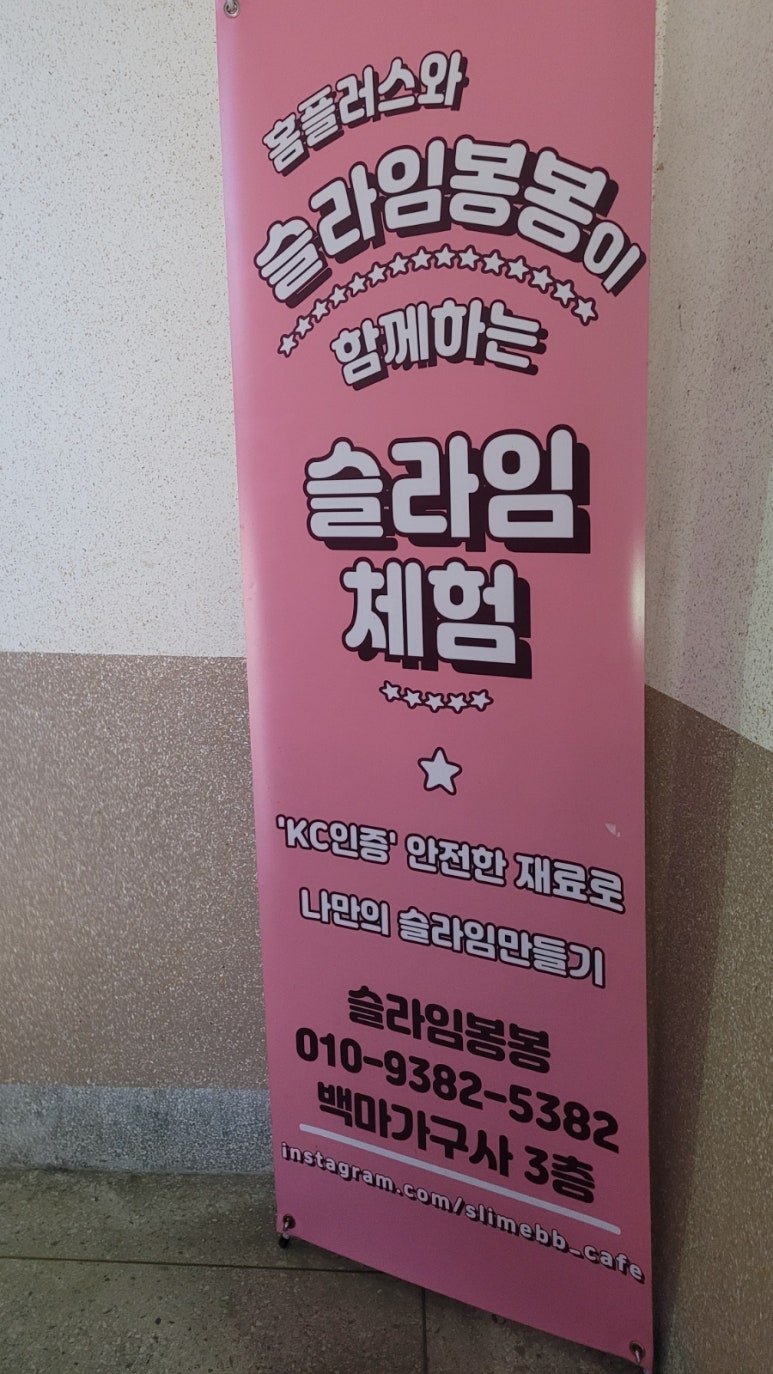 홈플러스와
슬라임봉봉이
함께하는
슬라임
체험
'KC인증' 안전한 재료로
나만의 슬라임만들기
슬라임봉봉
010-9382-5382
백마가구사 3층
instagram.com/slimebb_cafe